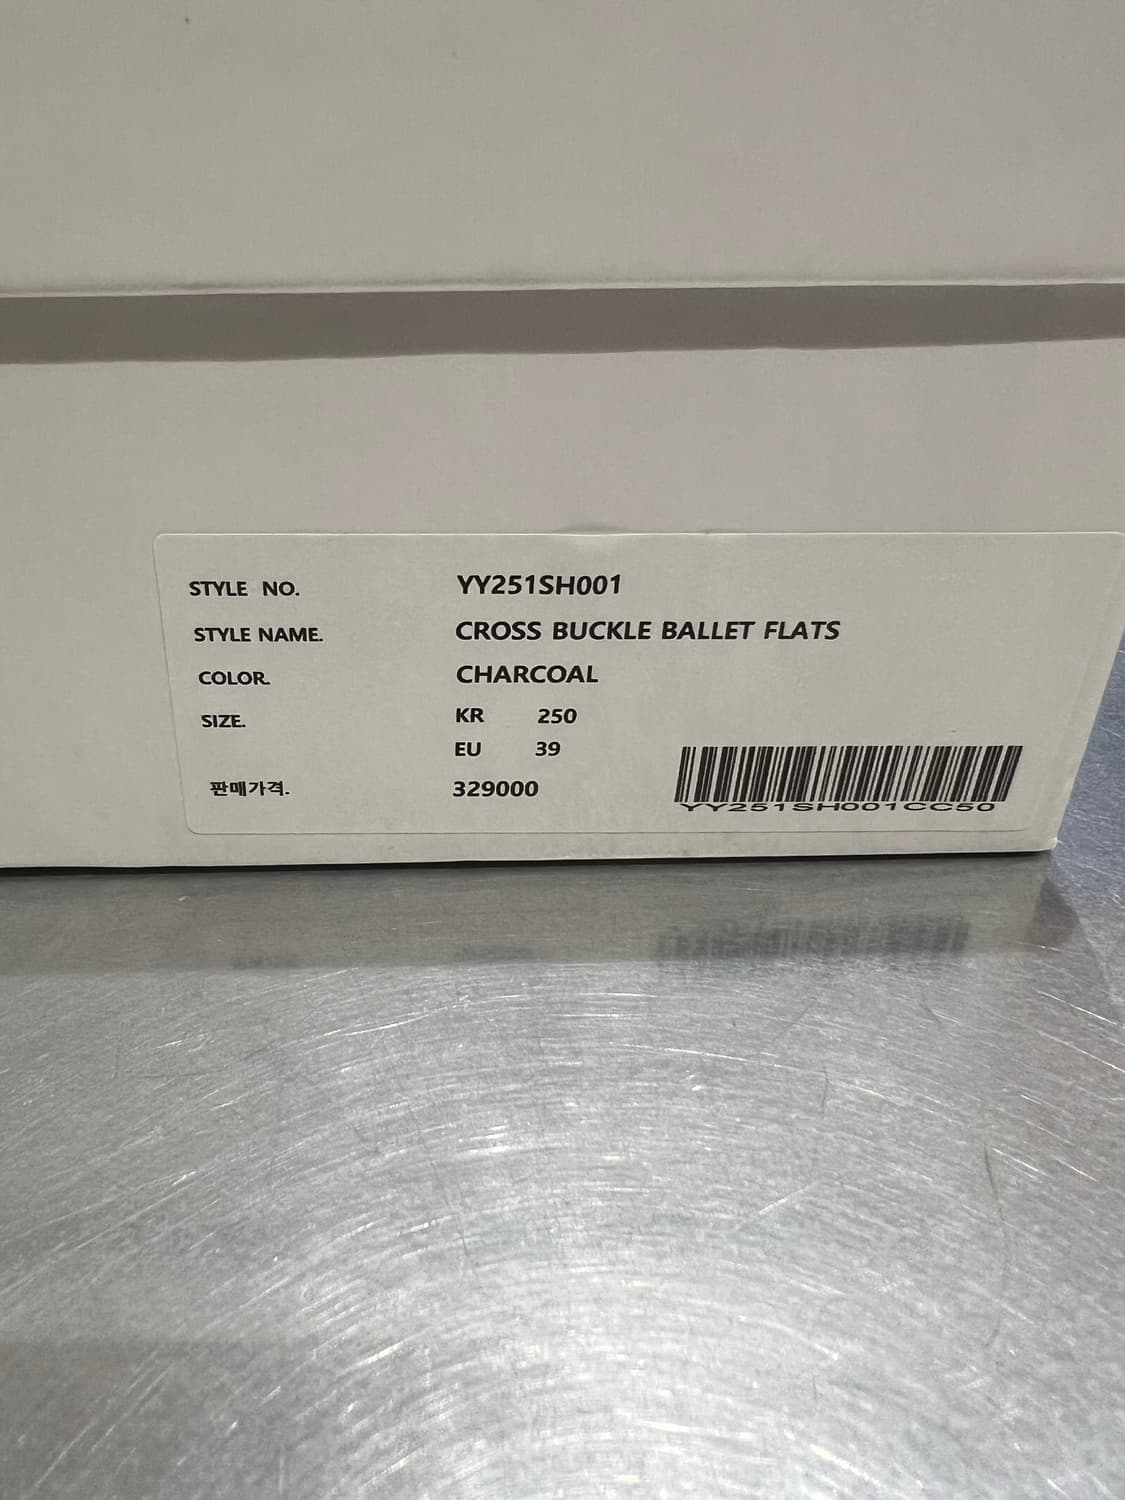 STYLE NO. YY251SH001
STYLE NAME. CROSS BUCKLE BALLET FLATS
COLOR. CHARCOAL
SIZE. KR 250
EU 39
판매가격. 329000
YY251SH001CC50